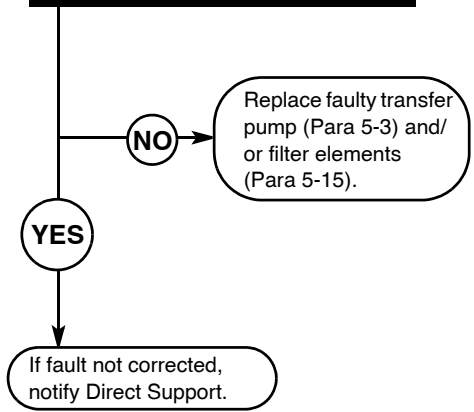 NO
Replace faulty transfer
pump (Para 5-3) and/
or filter elements
(Para 5-15).
YES
If fault not corrected,
notify Direct Support.